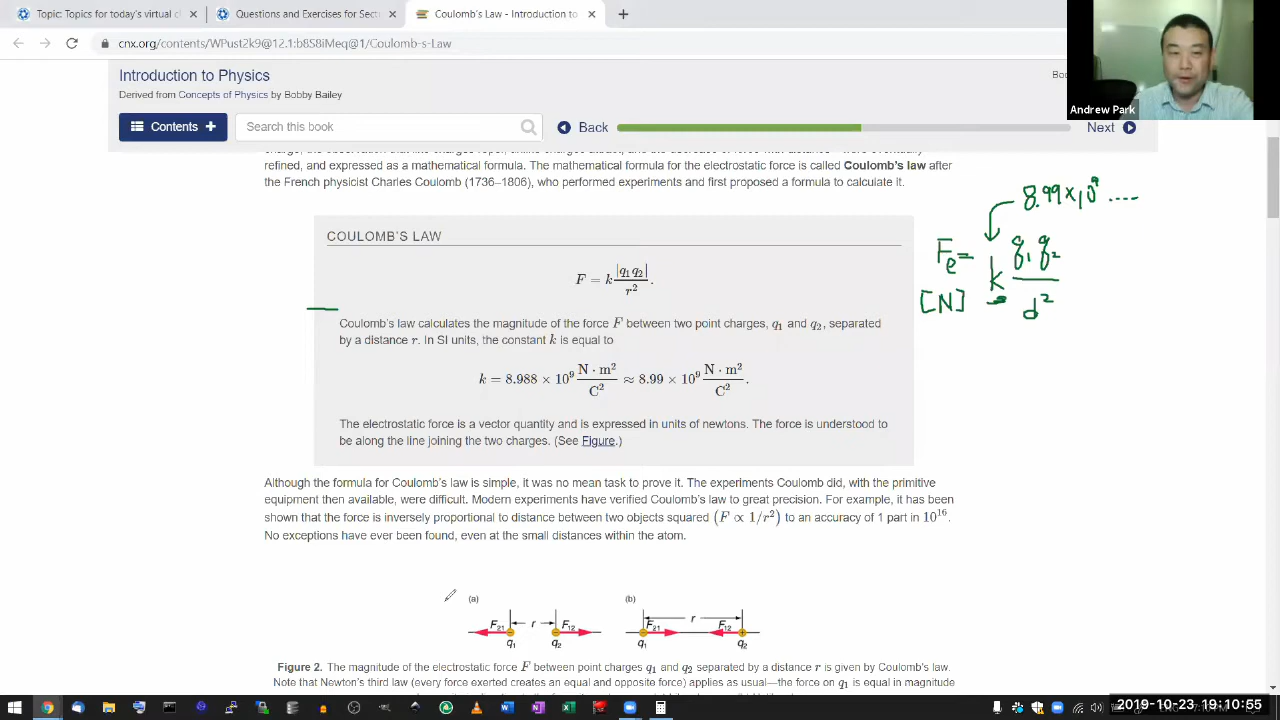 Topic: Topics for today's virtual cl
Questions and Exercises for Sect
Coulomb's Law - Introduction to
cnx.org/contents/WPust2k9@12.1:b8S8iMeq@1/Coulomb-s-Law
Andrew Park
Introduction to Physics
Derived from Concepts of Physics by Bobby Bailey
Contents
Search this book
Back
Next
refined, and expressed as a mathematical formula. The mathematical formula for the electrostatic force is called Coulomb's law after
the French physicist Charles Coulomb (1736–1806), who performed experiments and first proposed a formula to calculate it.
8.99×10⁹ .....
COULOMB'S LAW
F = k|q₁q₂|/r².
Fe = k q₁q₂/d²
[N]
Coulomb's law calculates the magnitude of the force F between two point charges, q₁ and q₂, separated
by a distance r. In SI units, the constant k is equal to
k = 8.988 × 10⁹ N · m²/C² ≈ 8.99 × 10⁹ N · m²/C².
The electrostatic force is a vector quantity and is expressed in units of newtons. The force is understood to
be along the line joining the two charges. (See Figure.)
Although the formula for Coulomb's law is simple, it was no mean task to prove it. The experiments Coulomb did, with the primitive
equipment then available, were difficult. Modern experiments have verified Coulomb's law to great precision. For example, it has been
shown that the force is inversely proportional to distance between two objects squared (F ∝ 1/r²) to an accuracy of 1 part in 10¹⁶.
No exceptions have ever been found, even at the small distances within the atom.
(a) (b)
F₂₁ r F₁₂ F₂₁ r F₁₂
q₁ q₂ q₁ q₂
Figure 2. The magnitude of the electrostatic force F between point charges q₁ and q₂ separated by a distance r is given by Coulomb's law.
Note that Newton's third law (every force exerted creates an equal and opposite force) applies as usual—the force on q₁ is equal in magnitude
2019-10-23 19:10:55